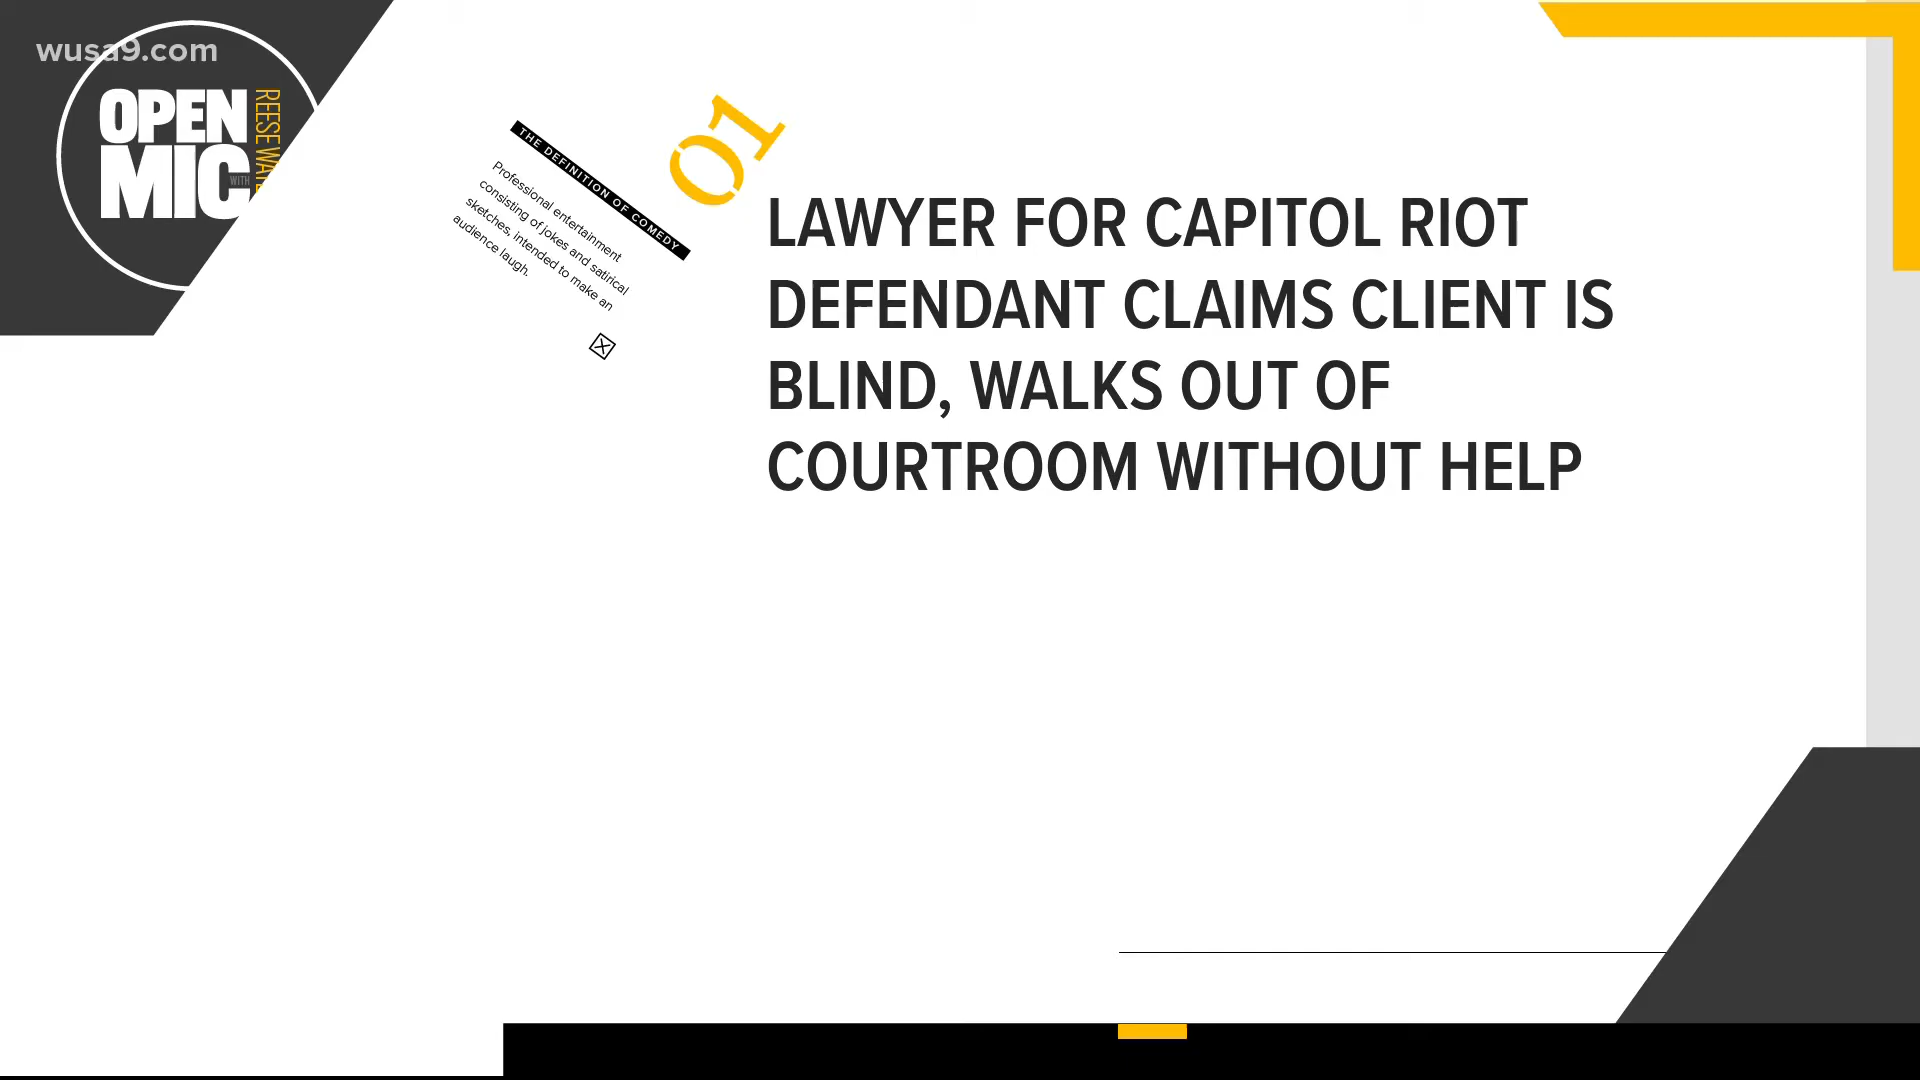 wusa9.com
OPEN
MIC
WITH
REESE
THE DEFINITION OF COMEDY
Professional entertainment
consisting of jokes and satirical
sketches, intended to make an
audience laugh.
01
LAWYER FOR CAPITOL RIOT
DEFENDANT CLAIMS CLIENT IS
BLIND, WALKS OUT OF
COURTROOM WITHOUT HELP